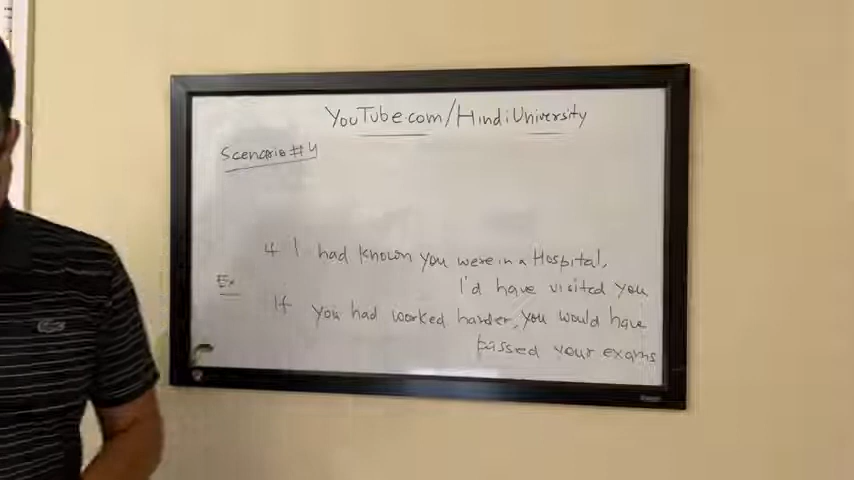 YouTube.com/HindiUniversity
Scenario #4
If I had known you were in a Hospital,
I'd have visited you
Ex
If you had worked harder, you would have
passed your exams